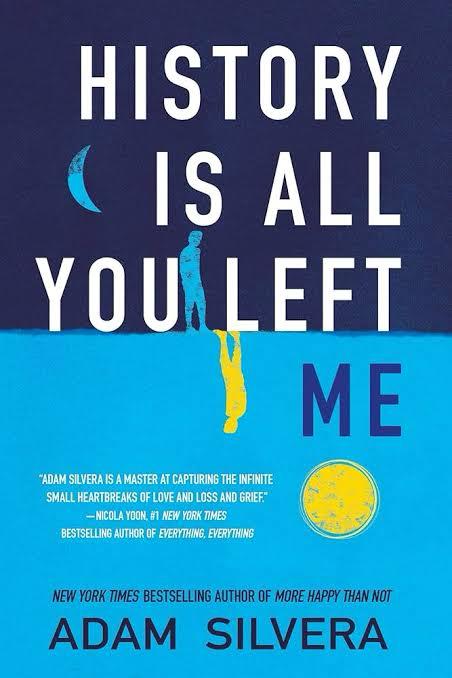 HISTORY
IS ALL
YOU LEFT
ME
"ADAM SILVERA IS A MASTER AT CAPTURING THE INFINITE
SMALL HEARTBREAKS OF LOVE AND LOSS AND GRIEF."
—NICOLA YOON, #1 NEW YORK TIMES
BESTSELLING AUTHOR OF EVERYTHING, EVERYTHING
NEW YORK TIMES BESTSELLING AUTHOR OF MORE HAPPY THAN NOT
ADAM SILVERA